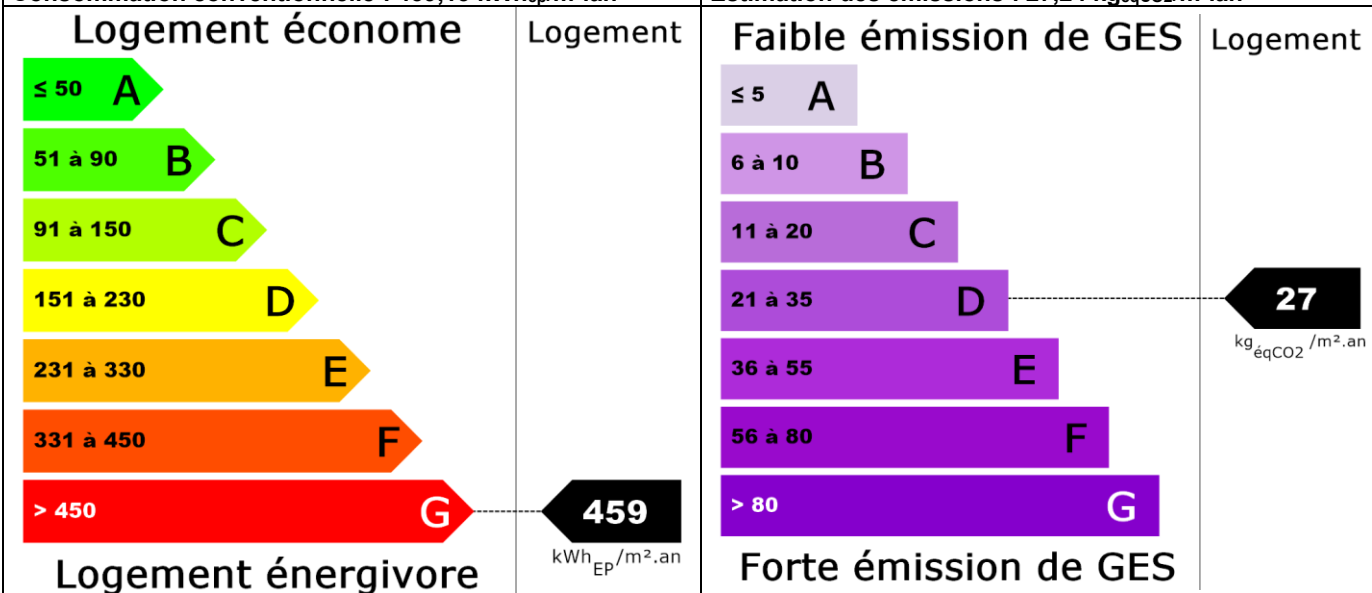 Logement économe
Logement
≤ 50 A
51 à 90 B
91 à 150 C
151 à 230 D
231 à 330 E
331 à 450 F
> 450 G
459
kWhEP/m².an
Logement énergivore
Faible émission de GES
Logement
≤ 5 A
6 à 10 B
11 à 20 C
21 à 35 D
27
kgéqCO2 /m².an
36 à 55 E
56 à 80 F
> 80 G
Forte émission de GES